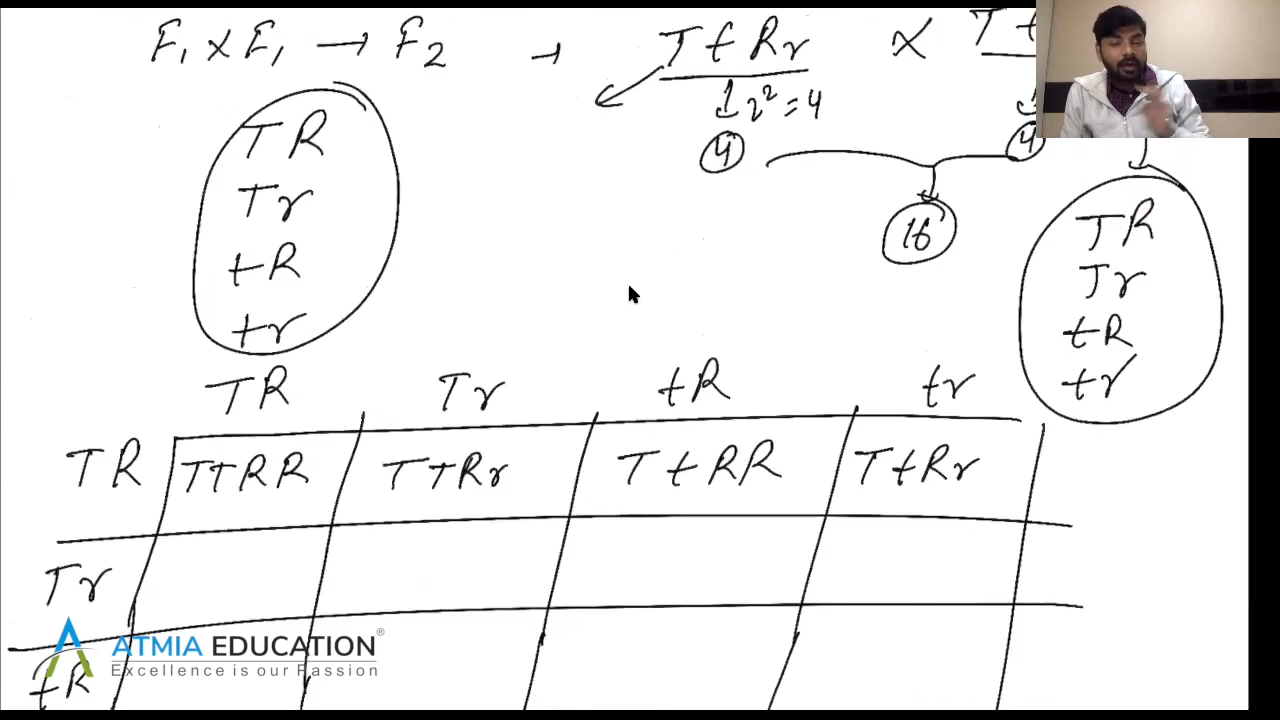 F₁ × F₁ → F₂ → TtRr × Tt
2² = 4
4 4
16
TR
Tr
tR
tr
TR
Tr
tR
tr
TR Tr tR tr
TR TTRR TTRr TtRR TtRr
Tr
tR
ATMIA EDUCATION®
Excellence is our Passion